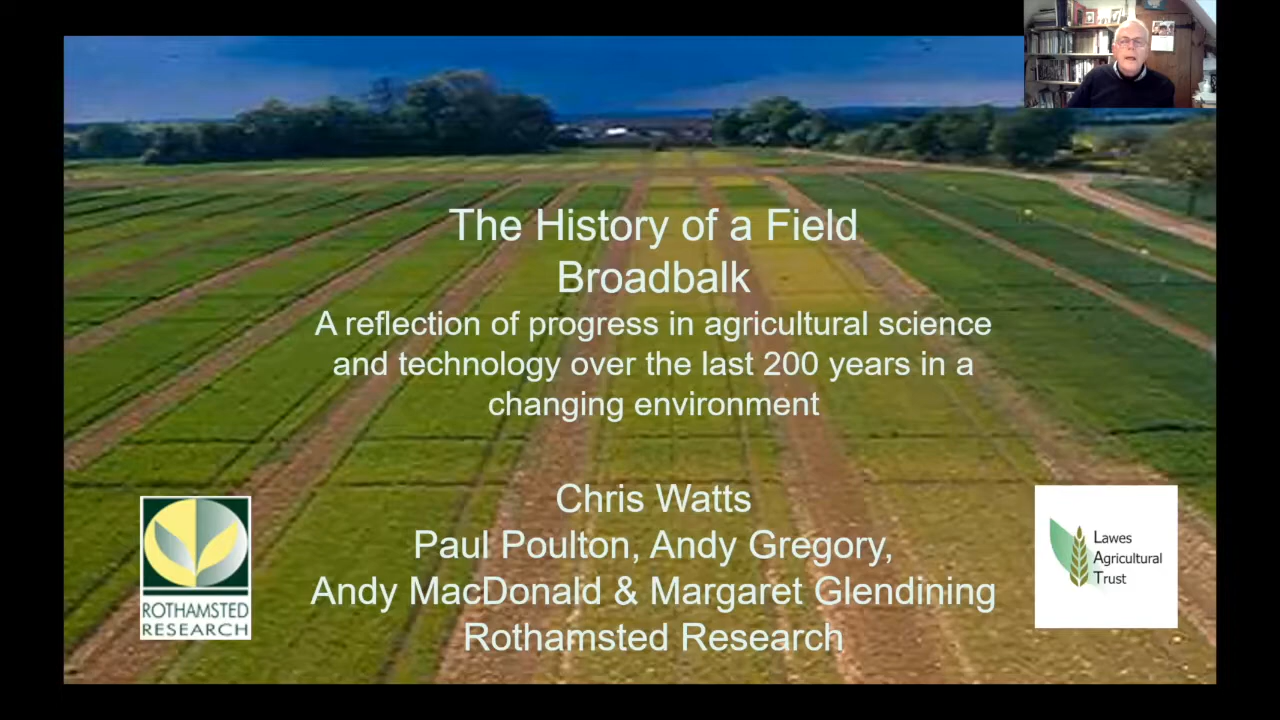 The History of a Field
Broadbalk
A reflection of progress in agricultural science
and technology over the last 200 years in a
changing environment
Chris Watts
Paul Poulton, Andy Gregory,
Andy MacDonald & Margaret Glendining
Rothamsted Research
ROTHAMSTED
RESEARCH
Lawes
Agricultural
Trust